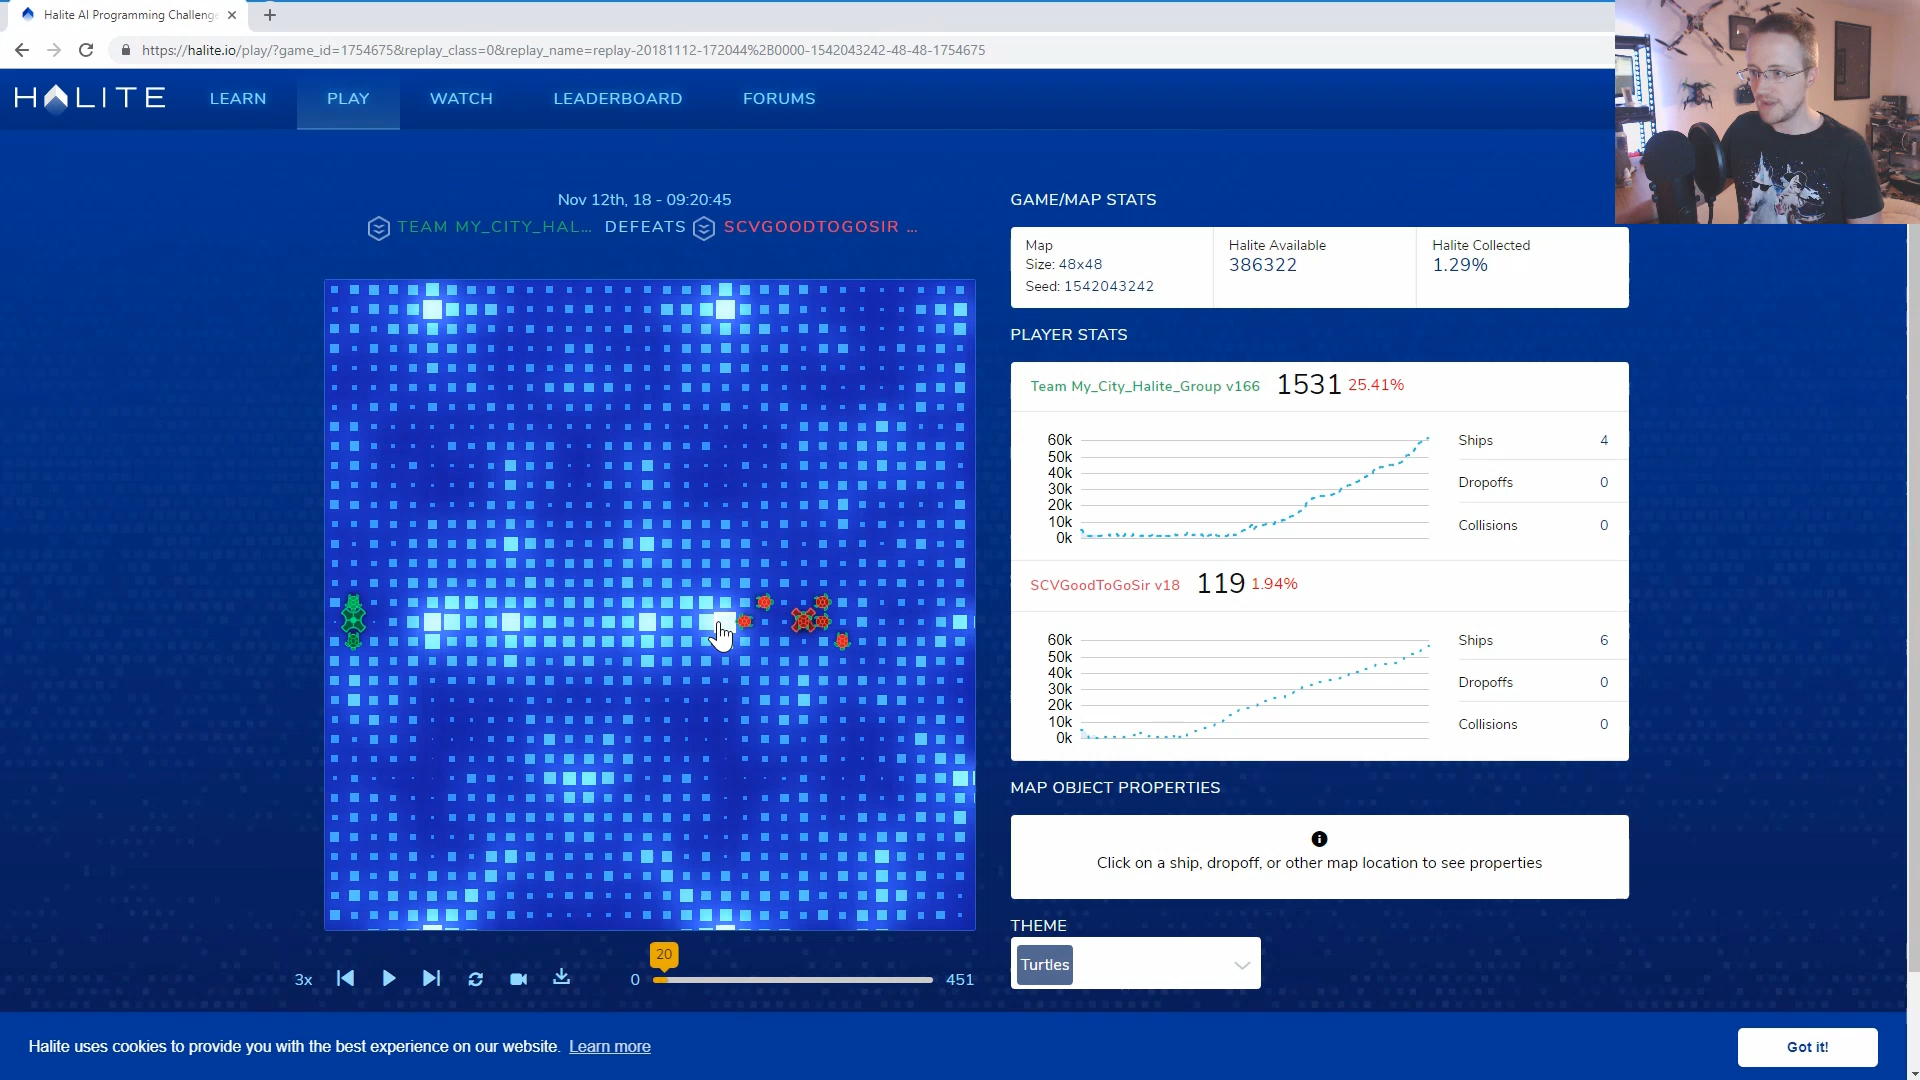 Halite AI Programming Challenge
https://halite.io/play/?game_id=1754675&replay_class=0&replay_name=replay-20181112-172044%2B0000-1542043242-48-48-1754675
HALITE
LEARN
PLAY
WATCH
LEADERBOARD
FORUMS
Nov 12th, 18 - 09:20:45
TEAM MY_CITY_HAL... DEFEATS SCVGOODTOGOSIR ...
GAME/MAP STATS
Map
Size: 48x48
Seed: 1542043242
Halite Available
386322
Halite Collected
1.29%
PLAYER STATS
Team My_City_Halite_Group v166 1531 25.41%
60k
50k
40k
30k
20k
10k
0k
Ships 4
Dropoffs 0
Collisions 0
SCVGoodToGoSir v18 119 1.94%
60k
50k
40k
30k
20k
10k
0k
Ships 6
Dropoffs 0
Collisions 0
MAP OBJECT PROPERTIES
Click on a ship, dropoff, or other map location to see properties
THEME
Turtles
3x
20
0
451
Halite uses cookies to provide you with the best experience on our website. Learn more
Got it!